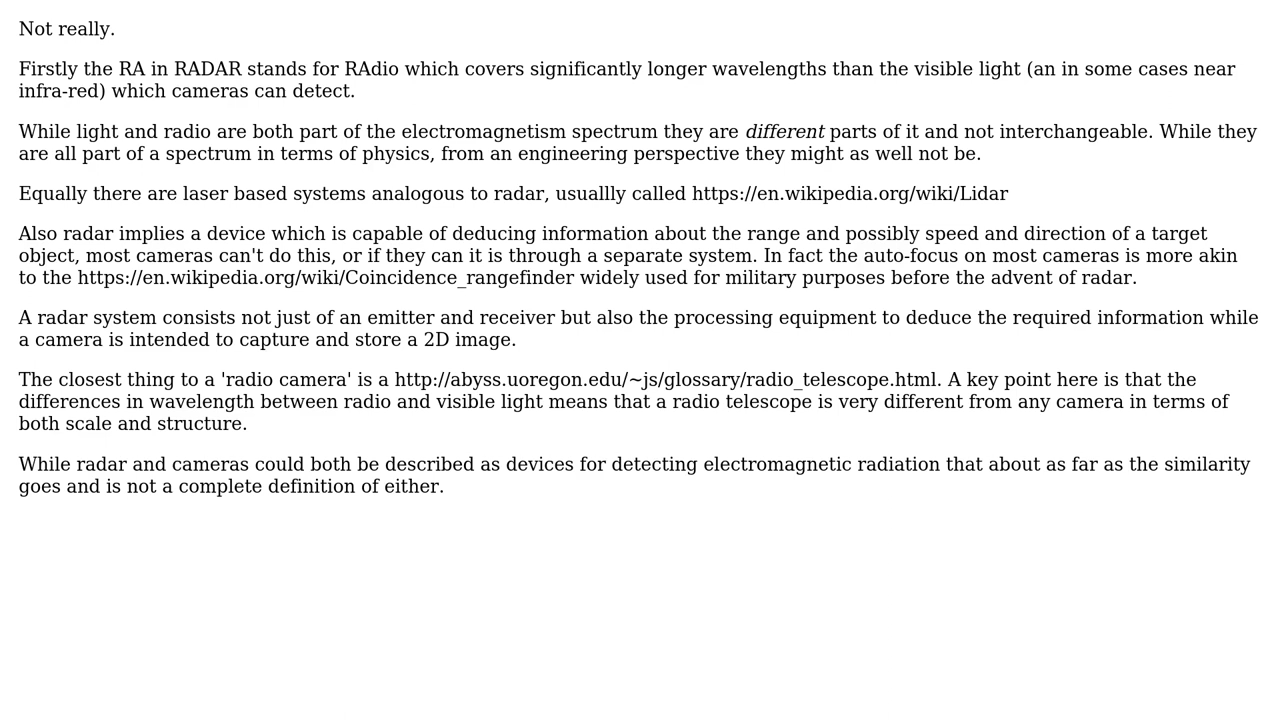 Not really.
Firstly the RA in RADAR stands for RAdio which covers significantly longer wavelengths than the visible light (an in some cases near
infra-red) which cameras can detect.
While light and radio are both part of the electromagnetism spectrum they are different parts of it and not interchangeable. While they
are all part of a spectrum in terms of physics, from an engineering perspective they might as well not be.
Equally there are laser based systems analogous to radar, usuallly called https://en.wikipedia.org/wiki/Lidar
Also radar implies a device which is capable of deducing information about the range and possibly speed and direction of a target
object, most cameras can't do this, or if they can it is through a separate system. In fact the auto-focus on most cameras is more akin
to the https://en.wikipedia.org/wiki/Coincidence_rangefinder widely used for military purposes before the advent of radar.
A radar system consists not just of an emitter and receiver but also the processing equipment to deduce the required information while
a camera is intended to capture and store a 2D image.
The closest thing to a 'radio camera' is a http://abyss.uoregon.edu/~js/glossary/radio_telescope.html. A key point here is that the
differences in wavelength between radio and visible light means that a radio telescope is very different from any camera in terms of
both scale and structure.
While radar and cameras could both be described as devices for detecting electromagnetic radiation that about as far as the similarity
goes and is not a complete definition of either.